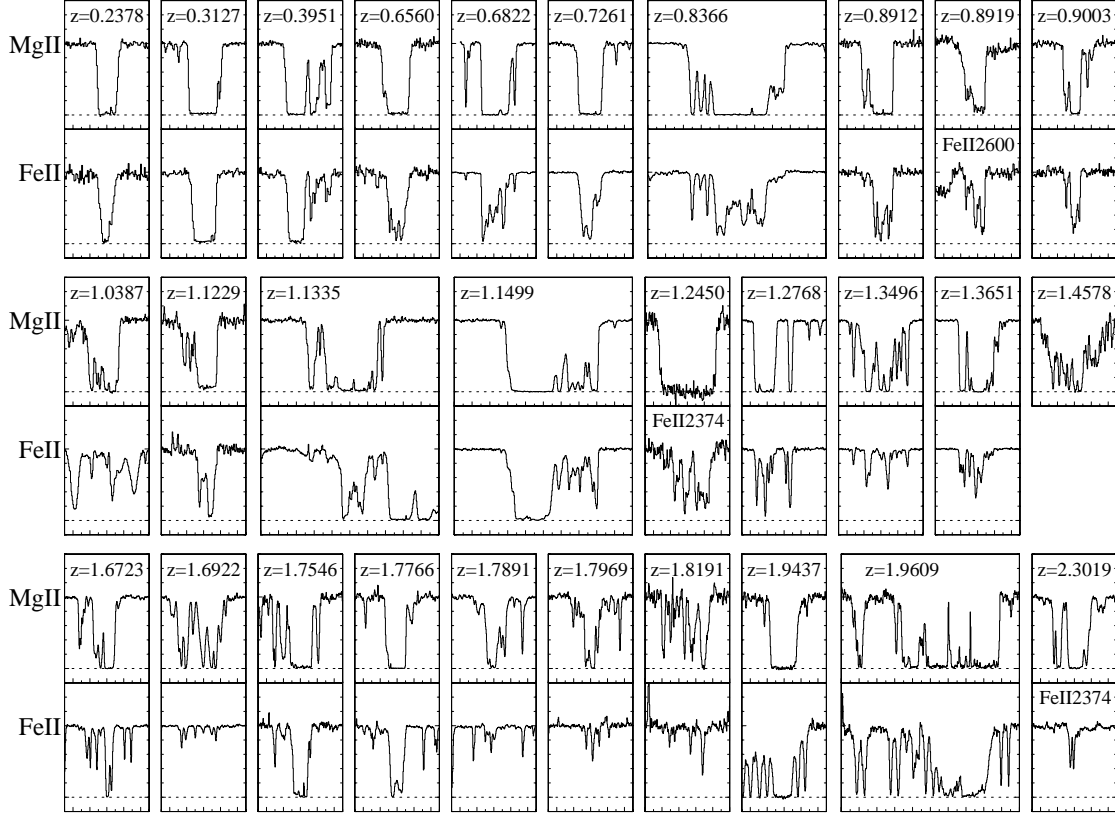 z=0.2378 z=0.3127 z=0.3951 z=0.6560 z=0.6822 z=0.7261 z=0.8366 z=0.8912 z=0.8919 z=0.9003
MgII
FeII2600
FeII
z=1.0387 z=1.1229 z=1.1335 z=1.1499 z=1.2450 z=1.2768 z=1.3496 z=1.3651 z=1.4578
MgII
FeII2374
FeII
z=1.6723 z=1.6922 z=1.7546 z=1.7766 z=1.7891 z=1.7969 z=1.8191 z=1.9437 z=1.9609 z=2.3019
MgII
FeII2374
FeII